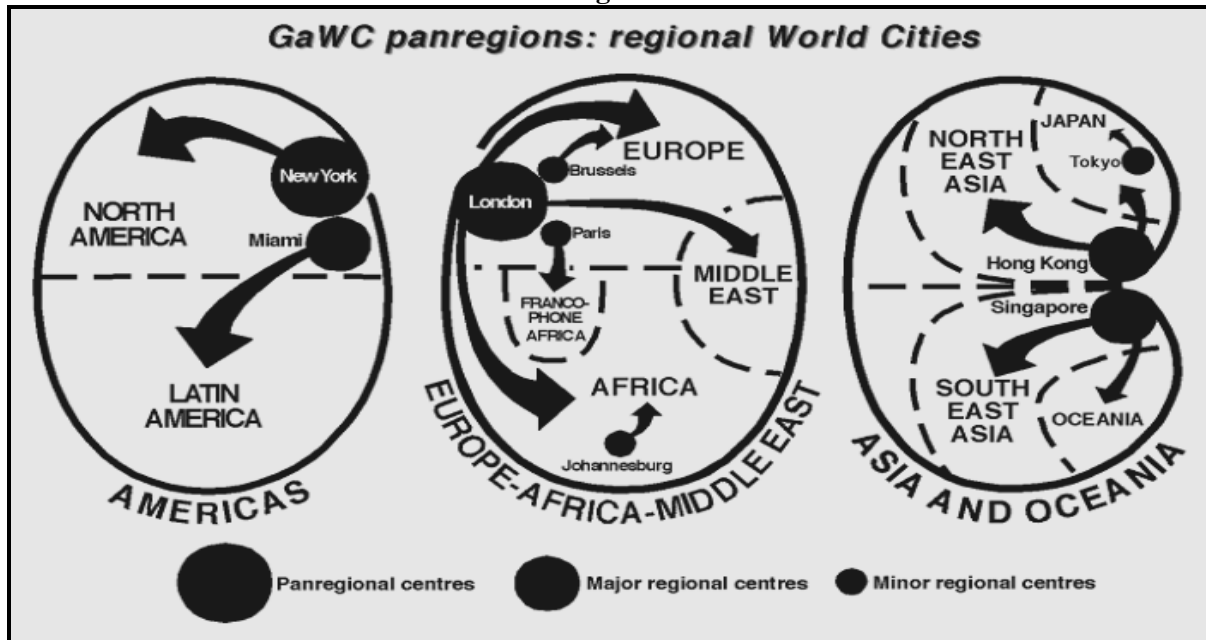 GaWC panregions: regional World Cities
New York
NORTH
AMERICA
Miami
LATIN
AMERICA
AMERICAS
EUROPE
Brussels
London
Paris
MIDDLE
EAST
FRANCO-
PHONE
AFRICA
AFRICA
Johannesburg
EUROPE-AFRICA-MIDDLE EAST
JAPAN
NORTH
EAST
ASIA
Tokyo
Hong Kong
Singapore
SOUTH
EAST
ASIA
OCEANIA
ASIA AND OCEANIA
Panregional centres
Major regional centres
Minor regional centres